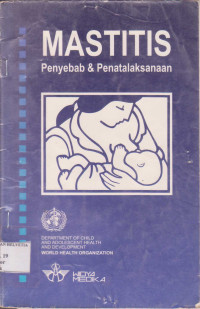 MASTITIS
Penyebab & Penatalaksanaan
DEPARTMENT OF CHILD
AND ADOLESCENT HEALTH
AND DEVELOPMENT
WORLD HEALTH ORGANIZATION
WIDYA
MEDIKA